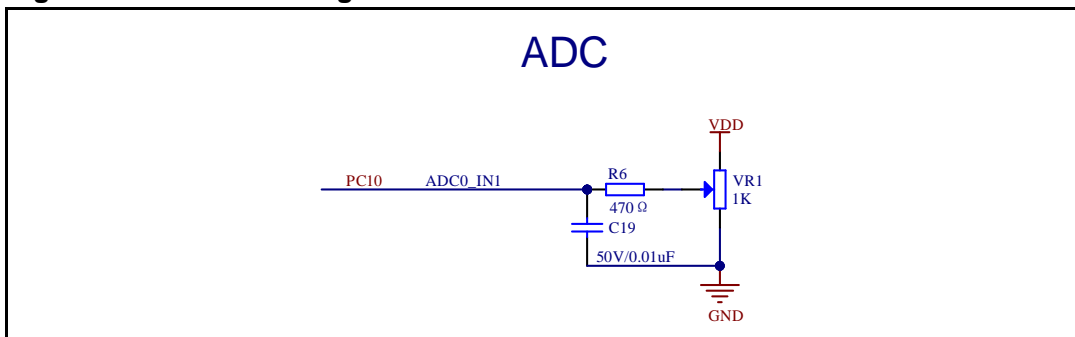 ADC
VDD
PC10 ADC0_IN1 R6 VR1
470 Ω 1K
C19
50V/0.01uF
GND